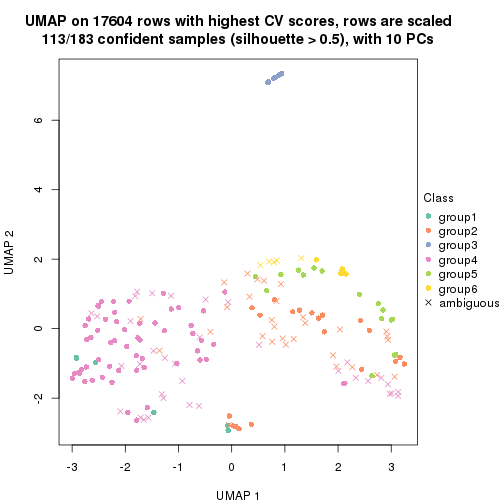 UMAP on 17604 rows with highest CV scores, rows are scaled
113/183 confident samples (silhouette > 0.5), with 10 PCs
6
4
2
0
-2
UMAP 2
-3
-2
-1
0
1
2
3
UMAP 1
Class
group1
group2
group3
group4
group5
group6
ambiguous